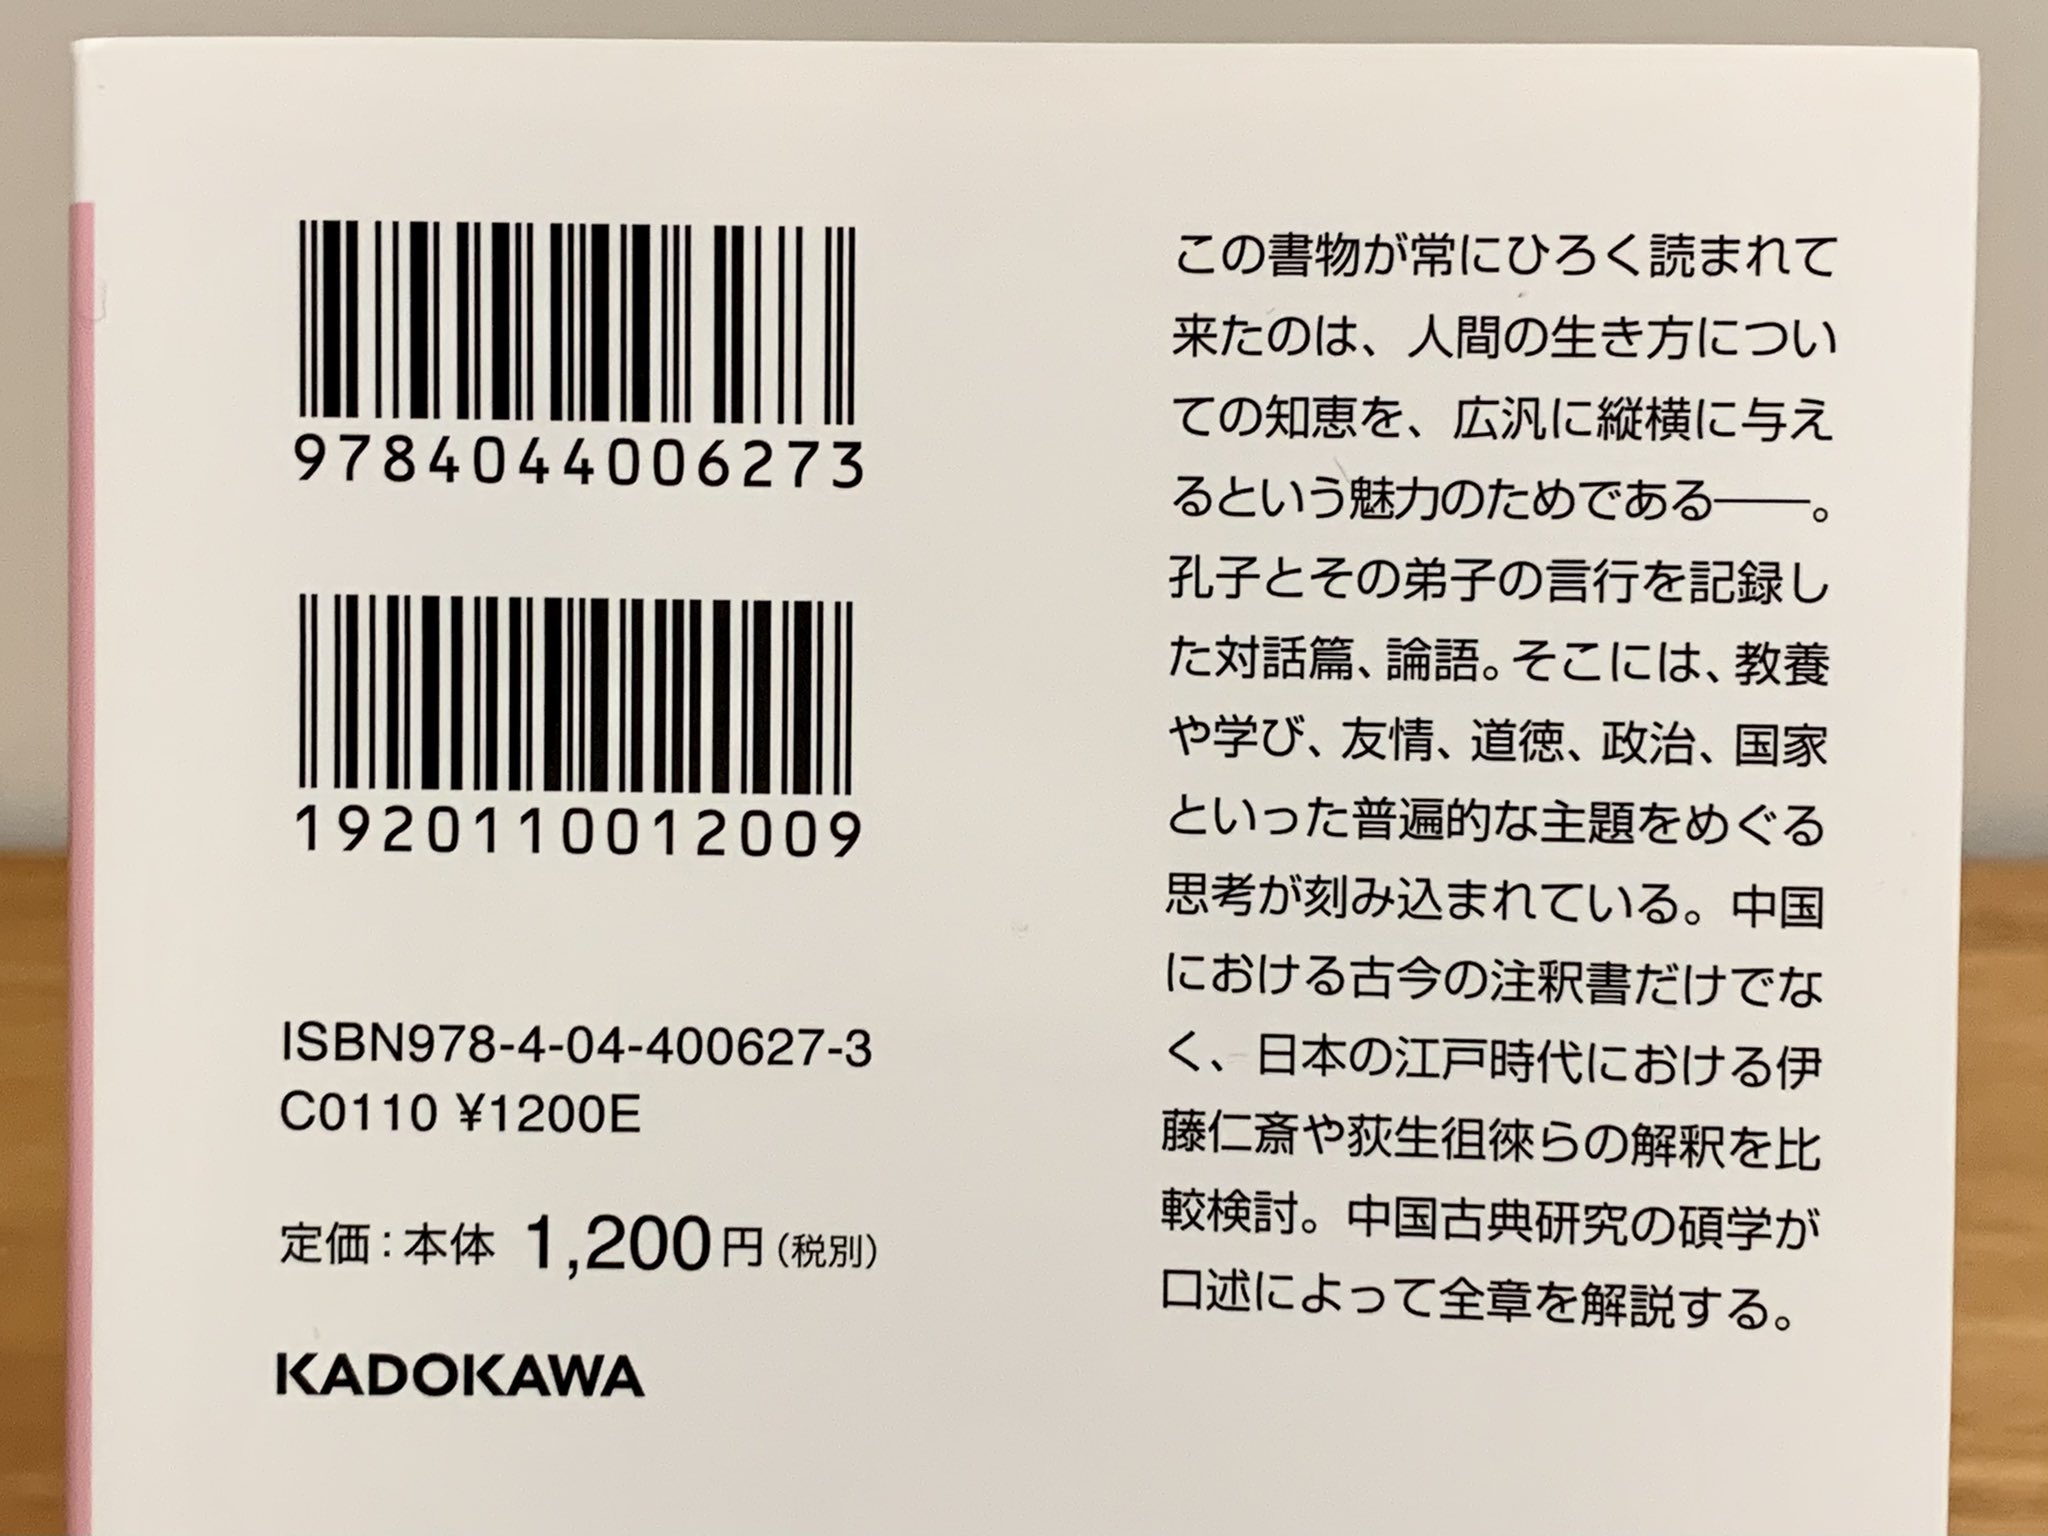 9784044006273
1920110012009
ISBN978-4-04-400627-3
C0110 ¥1200E
定価：本体 1,200円（税別）
KADOKAWA
この書物が常にひろく読まれて
来たのは、人間の生き方につい
ての知恵を、広汎に縦横に与え
るという魅力のためである――。
孔子とその弟子の言行を記録し
た対話篇、論語。そこには、教養
や学び、友情、道徳、政治、国家
といった普遍的な主題をめぐる
思考が刻み込まれている。中国
における古今の注釈書だけでな
く、日本の江戸時代における伊
藤仁斎や荻生徂徠らの解釈を比
較検討。中国古典研究の碩学が
口述によって全章を解説する。